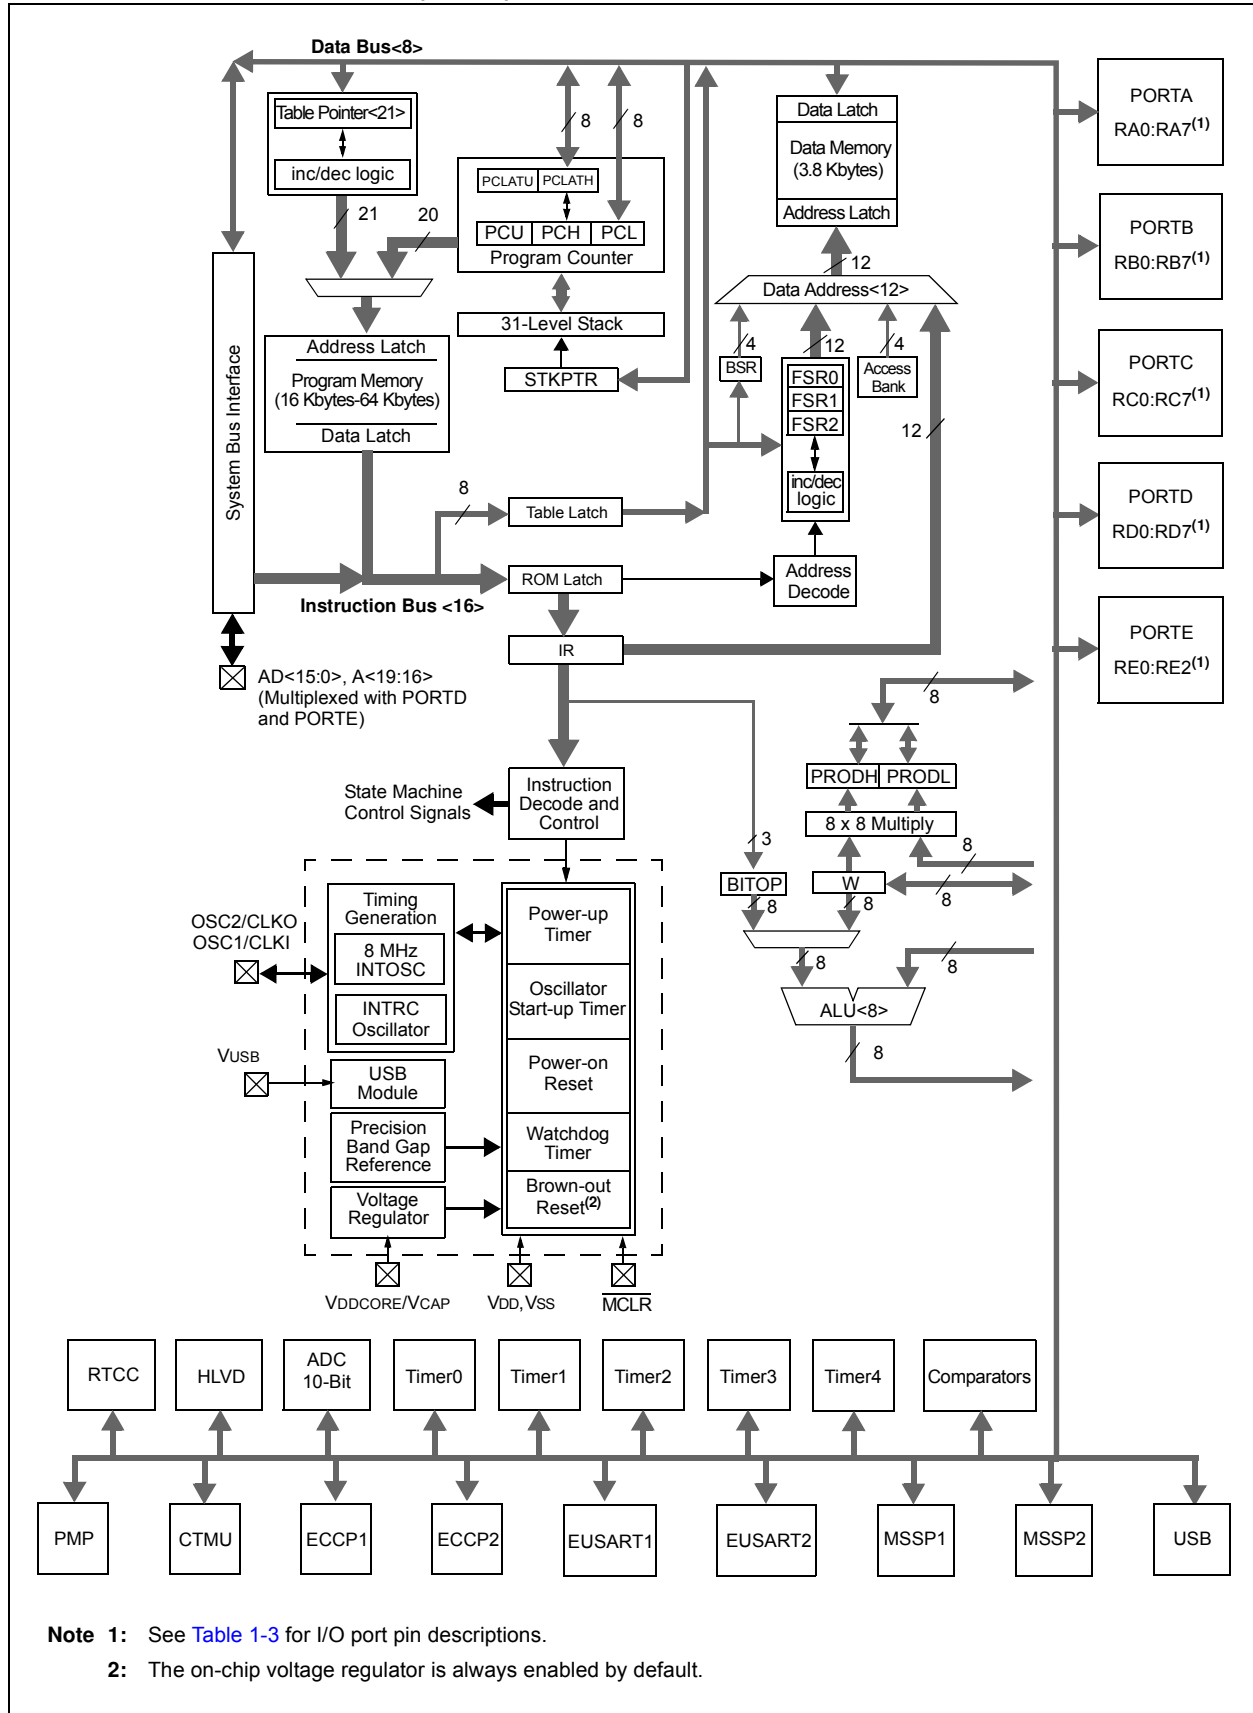 Data Bus<8>
Table Pointer<21>
inc/dec logic
21
20
8
8
PCLATU PCLATH
PCU PCH PCL
Program Counter
31-Level Stack
STKPTR
System Bus Interface
Address Latch
Program Memory
(16 Kbytes-64 Kbytes)
Data Latch
8
Table Latch
ROM Latch
Instruction Bus <16>
IR
AD<15:0>, A<19:16>
(Multiplexed with PORTD
and PORTE)
Data Latch
Data Memory
(3.8 Kbytes)
Address Latch
12
Data Address<12>
4
12
4
BSR
FSR0
FSR1
FSR2
inc/dec
logic
Access
Bank
12
Address
Decode
PORTA
RA0:RA7(1)
PORTB
RB0:RB7(1)
PORTC
RC0:RC7(1)
PORTD
RD0:RD7(1)
PORTE
RE0:RE2(1)
State Machine
Control Signals
Instruction
Decode and
Control
8
PRODH PRODL
8 x 8 Multiply
3
8
BITOP
W
8
8
8
8
8
ALU<8>
8
OSC2/CLKO
OSC1/CLKI
Timing
Generation
8 MHz
INTOSC
INTRC
Oscillator
VUSB
USB
Module
Precision
Band Gap
Reference
Voltage
Regulator
Power-up
Timer
Oscillator
Start-up Timer
Power-on
Reset
Watchdog
Timer
Brown-out
Reset(2)
VDDCORE/VCAP
VDD, VSS
MCLR
RTCC
HLVD
ADC
10-Bit
Timer0
Timer1
Timer2
Timer3
Timer4
Comparators
PMP
CTMU
ECCP1
ECCP2
EUSART1
EUSART2
MSSP1
MSSP2
USB
Note 1: See Table 1-3 for I/O port pin descriptions.
2: The on-chip voltage regulator is always enabled by default.